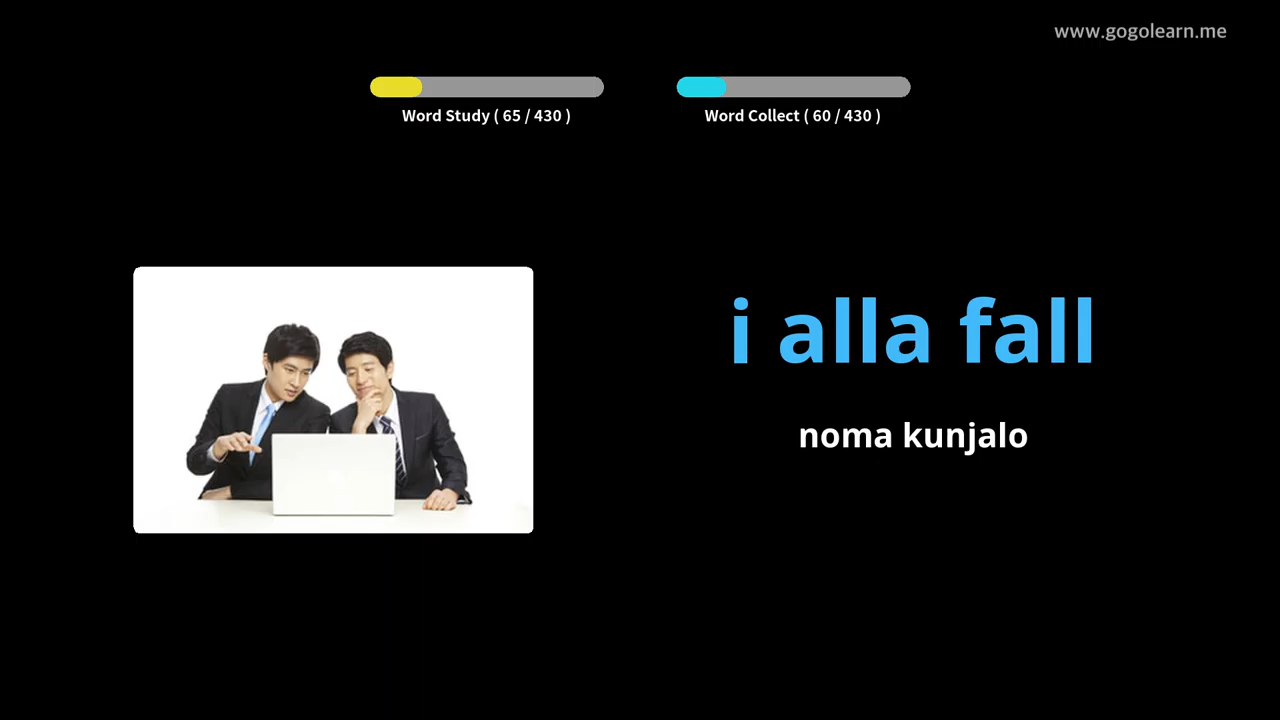 www.gogolearn.me
Word Study ( 65 / 430 )
Word Collect ( 60 / 430 )
i alla fall
noma kunjalo